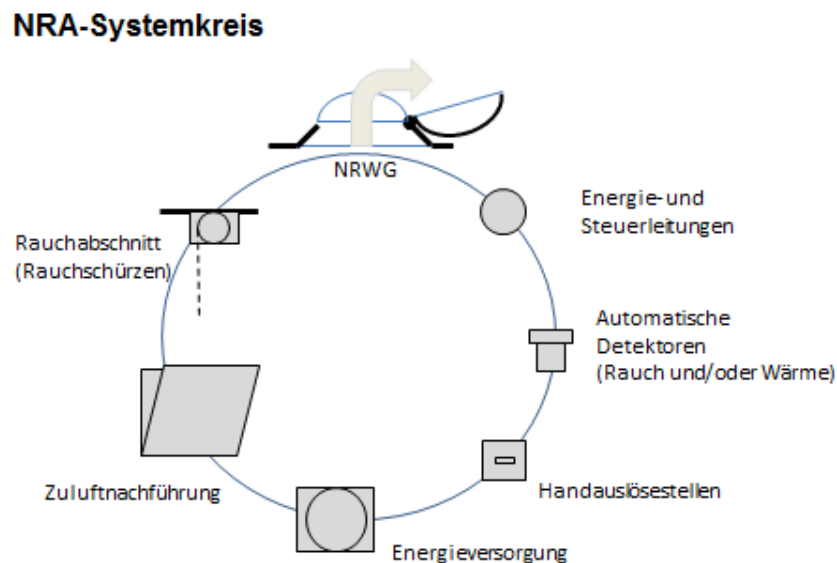 NRA-Systemkreis
NRWG
Energie-und
Steuerleitungen
Rauchabschnitt
(Rauchschürzen)
Automatische
Detektoren
(Rauch und/oder Wärme)
Zuluftnachführung
Handauslösestellen
Energieversorgung